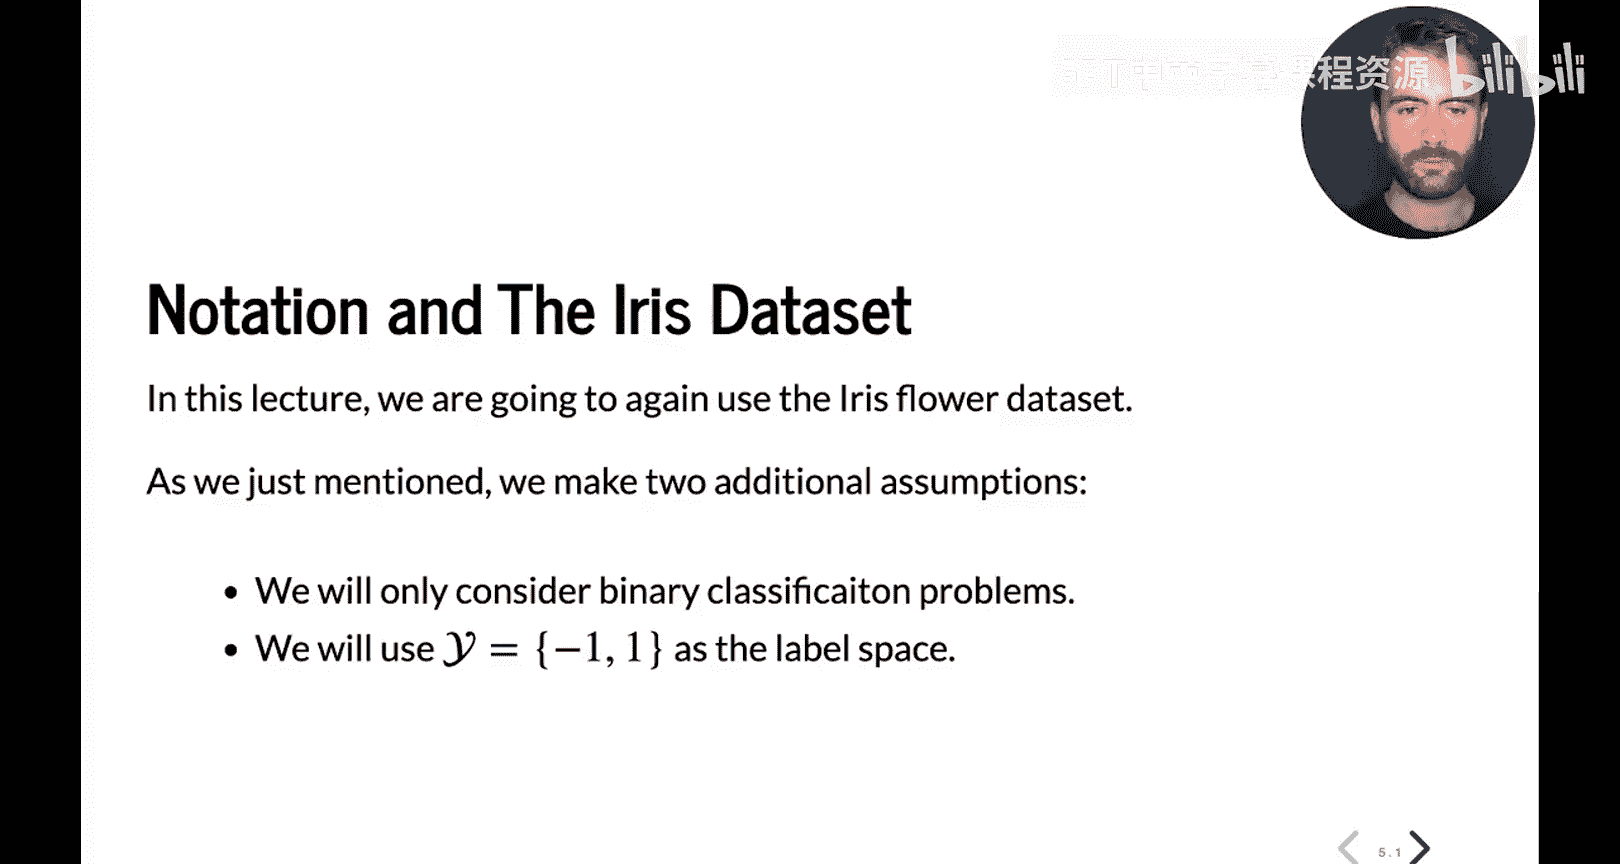 课程资源 bilibili
Notation and The Iris Dataset
In this lecture, we are going to again use the Iris flower dataset.
As we just mentioned, we make two additional assumptions:
• We will only consider binary classificaiton problems.
• We will use 𝒴 = {−1, 1} as the label space.
5.1